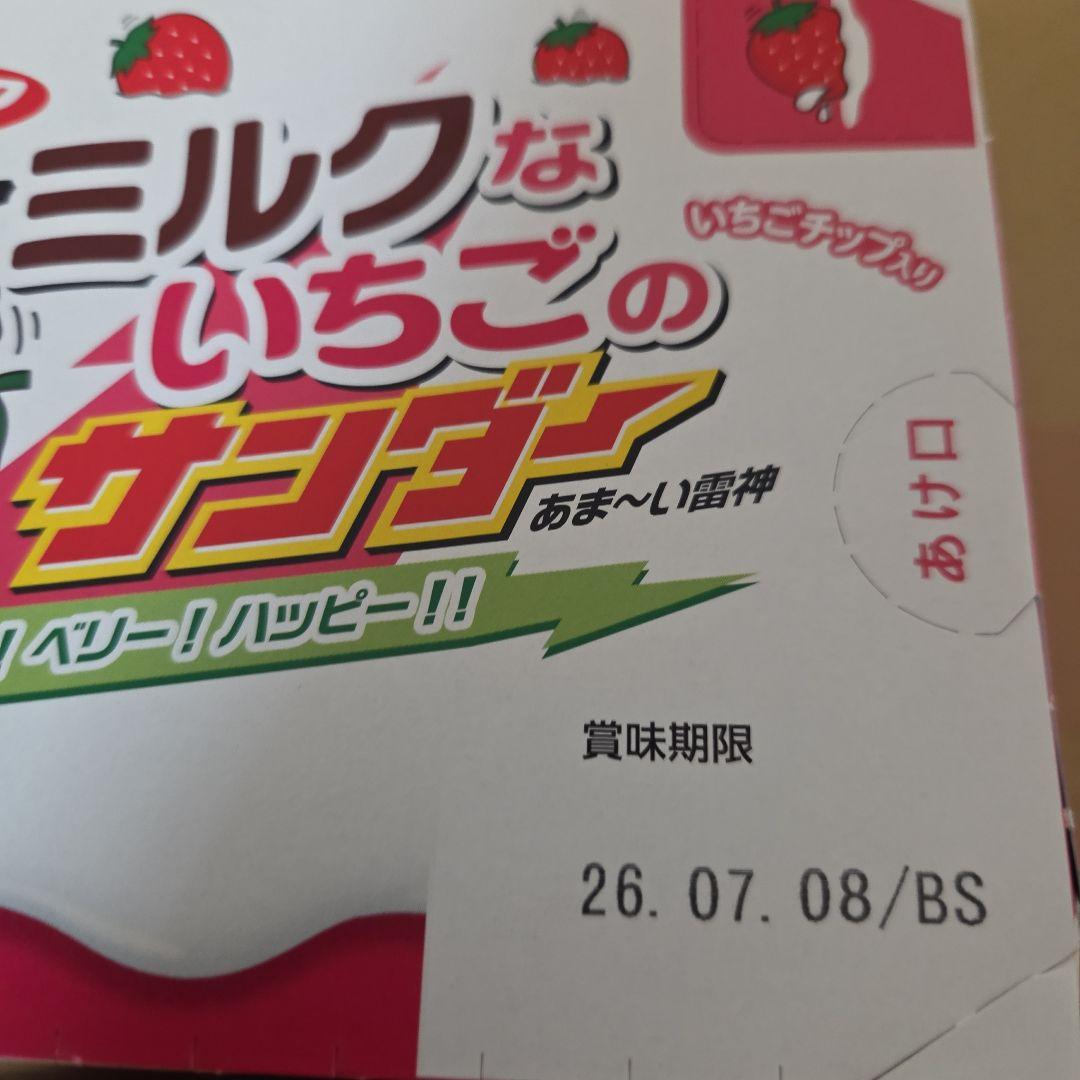 ミルクな
いちごの
サンダー
あま〜い雷神
！ベリー！ハッピー！！
いちごチップ入り
あけ口
賞味期限
26.07.08/BS